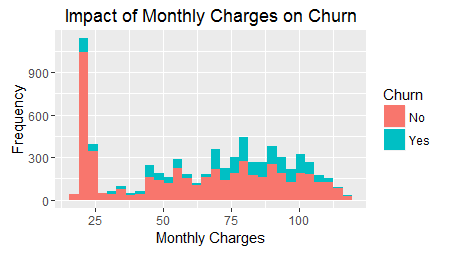 Impact of Monthly Charges on Churn
Frequency
900
600
300
0
25 50 75 100
Monthly Charges
Churn
No
Yes